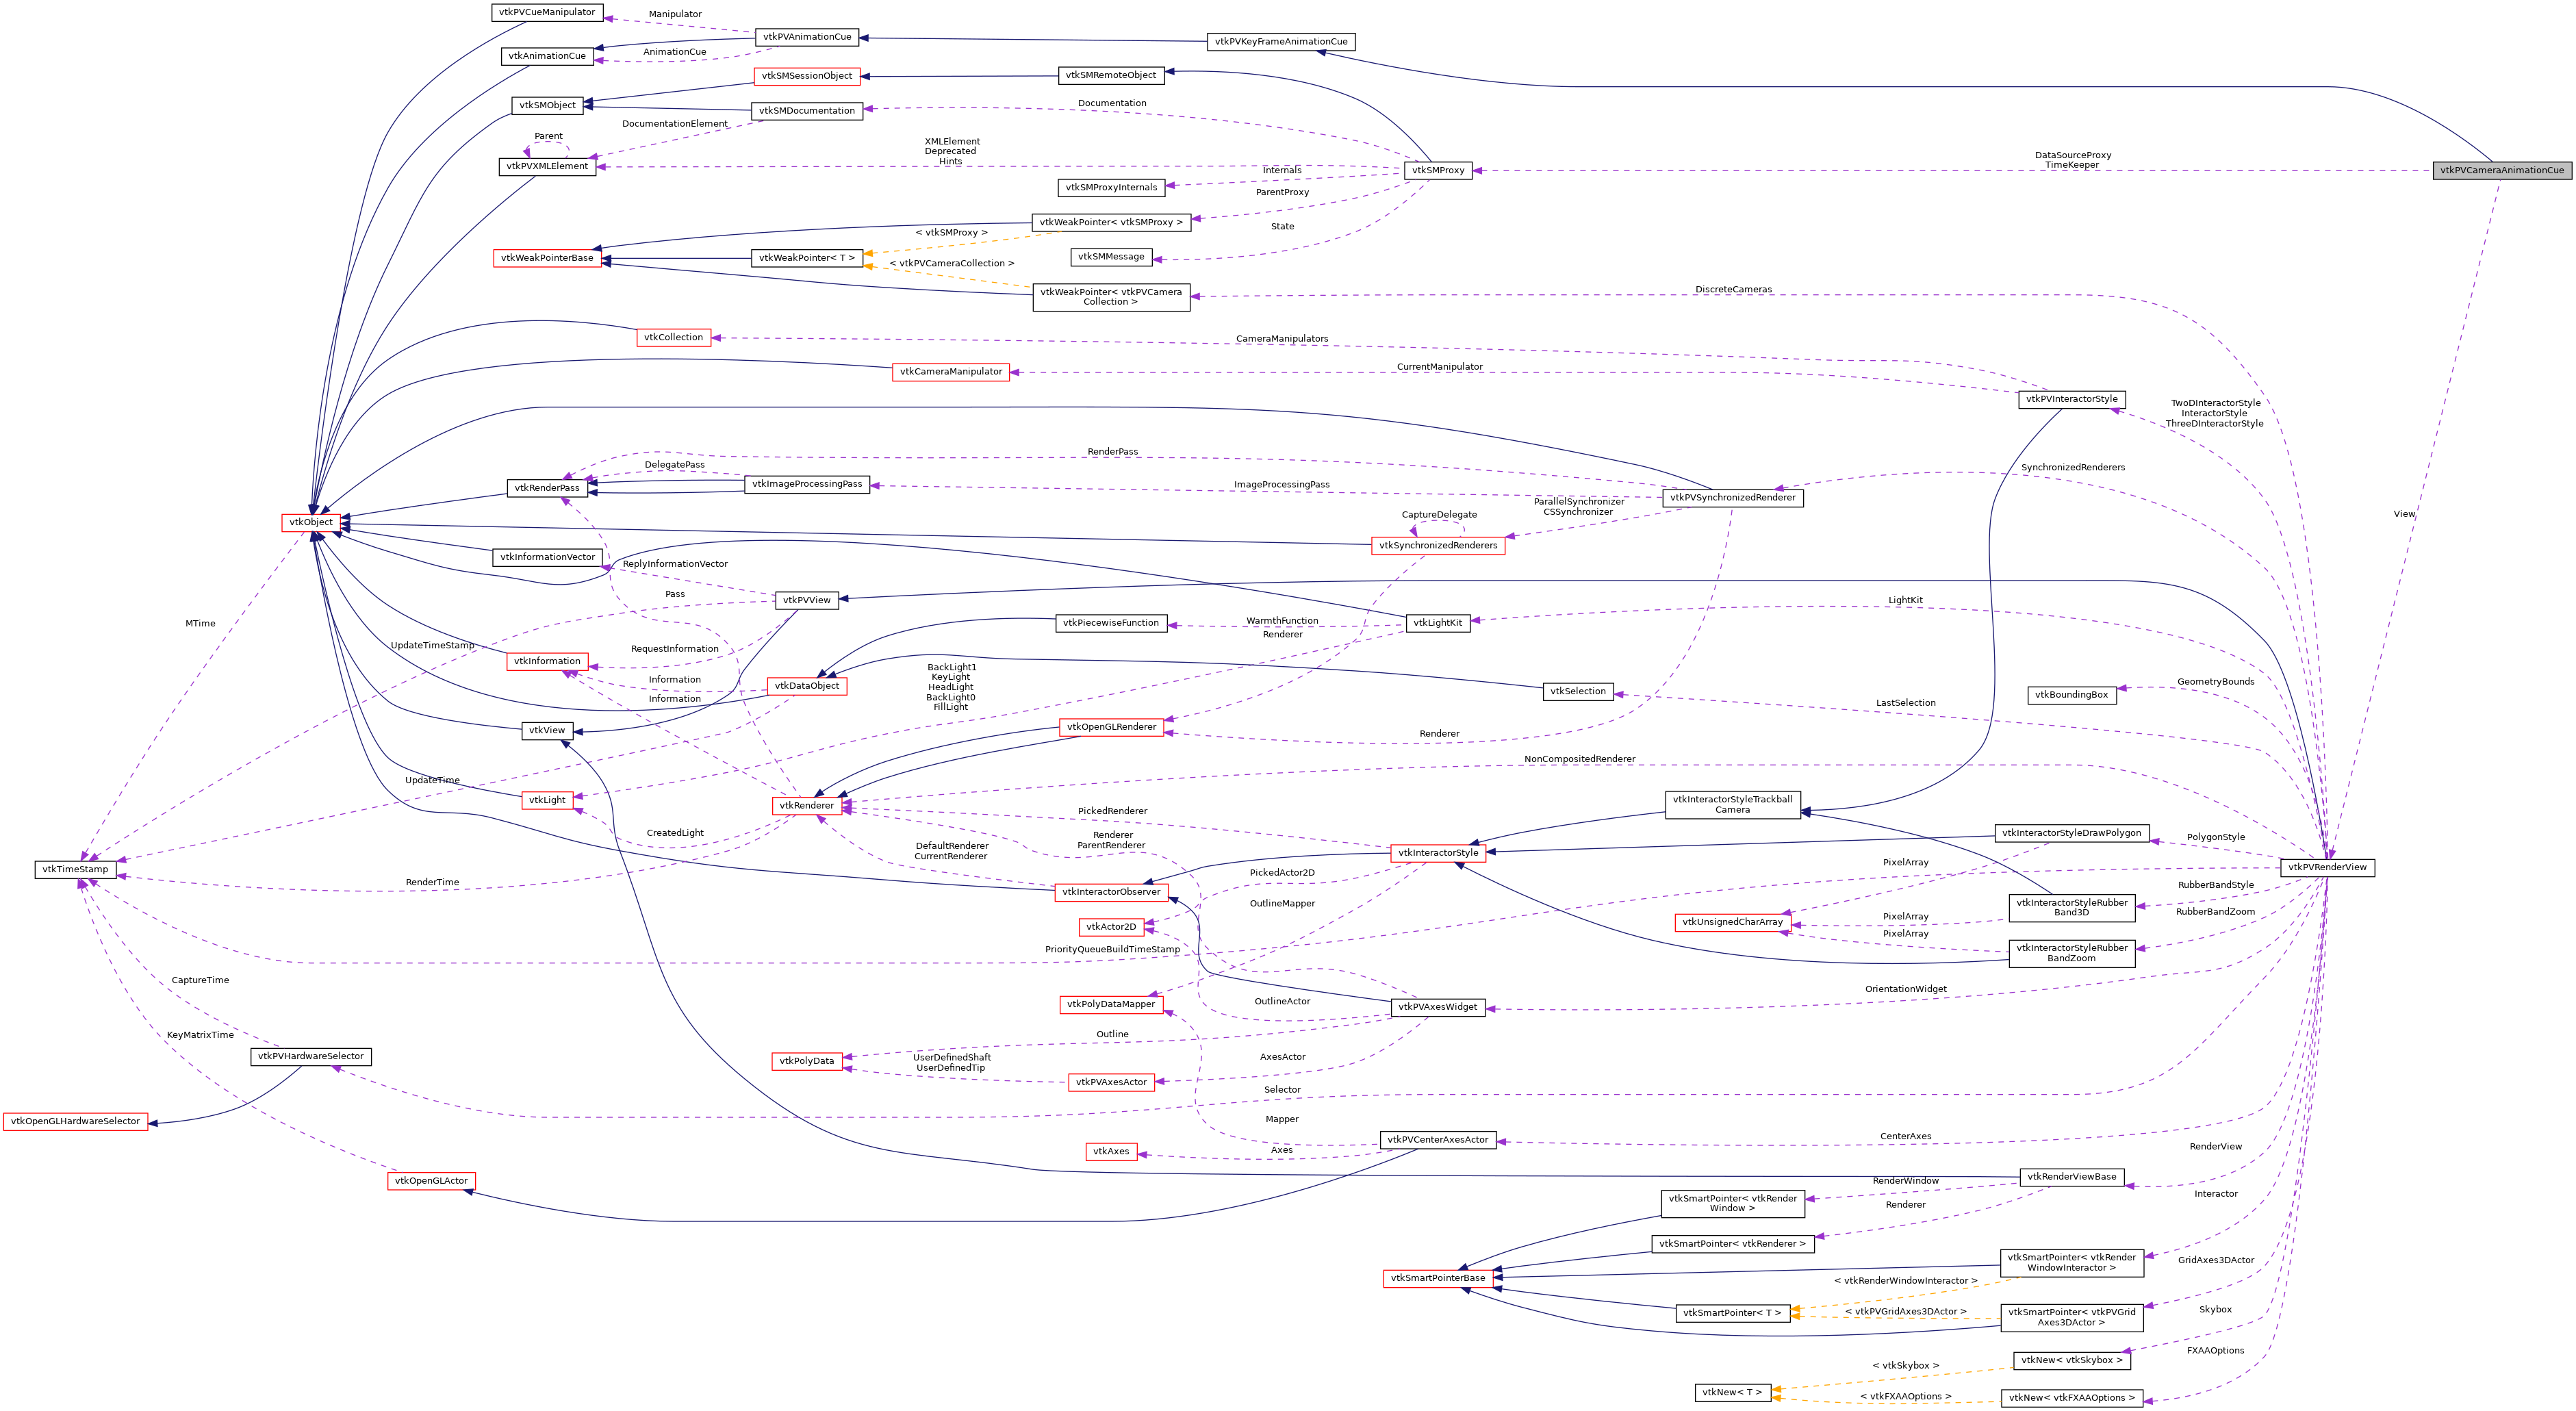 vtkPVCueManipulator
Manipulator
vtkPVAnimationCue
vtkPVKeyFrameAnimationCue
vtkAnimationCue
AnimationCue
vtkSMSessionObject
vtkSMRemoteObject
vtkSMObject
vtkSMDocumentation
Documentation
DocumentationElement
Parent
vtkPVXMLElement
XMLElement
Deprecated
Hints
vtkSMProxy
DataSourceProxy
TimeKeeper
vtkPVCameraAnimationCue
Internals
vtkSMProxyInternals
ParentProxy
vtkWeakPointer< vtkSMProxy >
State
< vtkSMProxy >
vtkWeakPointerBase
vtkWeakPointer< T >
vtkSMMessage
< vtkPVCameraCollection >
vtkWeakPointer< vtkPVCamera
Collection >
DiscreteCameras
vtkCollection
CameraManipulators
vtkCameraManipulator
CurrentManipulator
vtkPVInteractorStyle
TwoDInteractorStyle
InteractorStyle
ThreeDInteractorStyle
RenderPass
DelegatePass
SynchronizedRenderers
vtkRenderPass
vtkImageProcessingPass
ImageProcessingPass
vtkPVSynchronizedRenderer
ParallelSynchronizer
CSSynchronizer
View
vtkObject
CaptureDelegate
vtkSynchronizedRenderers
vtkInformationVector
ReplyInformationVector
Pass
vtkPVView
LightKit
MTime
vtkPiecewiseFunction
WarmthFunction
vtkLightKit
Renderer
UpdateTimeStamp
RequestInformation
vtkInformation
Information
vtkDataObject
BackLight1
KeyLight
HeadLight
BackLight0
FillLight
vtkSelection
GeometryBounds
vtkBoundingBox
Information
LastSelection
vtkView
vtkOpenGLRenderer
Renderer
NonCompositedRenderer
UpdateTime
vtkLight
vtkRenderer
PickedRenderer
vtkInteractorStyleTrackball
Camera
CreatedLight
Renderer
ParentRenderer
vtkInteractorStyleDrawPolygon
PolygonStyle
DefaultRenderer
CurrentRenderer
vtkInteractorStyle
PixelArray
vtkPVRenderView
vtkTimeStamp
RenderTime
vtkInteractorObserver
PickedActor2D
RubberBandStyle
OutlineMapper
vtkInteractorStyleRubber
Band3D
RubberBandZoom
vtkActor2D
PixelArray
vtkUnsignedCharArray
PixelArray
PriorityQueueBuildTimeStamp
vtkInteractorStyleRubber
BandZoom
CaptureTime
OrientationWidget
vtkPolyDataMapper
OutlineActor
vtkPVAxesWidget
KeyMatrixTime
Outline
vtkPVHardwareSelector
vtkPolyData
UserDefinedShaft
UserDefinedTip
AxesActor
vtkPVAxesActor
Selector
vtkOpenGLHardwareSelector
Mapper
vtkPVCenterAxesActor
CenterAxes
vtkAxes
Axes
RenderView
vtkOpenGLActor
vtkRenderViewBase
RenderWindow
vtkSmartPointer< vtkRender
Window >
Interactor
Renderer
vtkSmartPointer< vtkRenderer >
vtkSmartPointer< vtkRender
WindowInteractor >
GridAxes3DActor
vtkSmartPointerBase
< vtkRenderWindowInteractor >
vtkSmartPointer< T >
< vtkPVGridAxes3DActor >
vtkSmartPointer< vtkPVGrid
Axes3DActor >
Skybox
FXAAOptions
vtkNew< vtkSkybox >
< vtkSkybox >
vtkNew< T >
< vtkFXAAOptions >
vtkNew< vtkFXAAOptions >